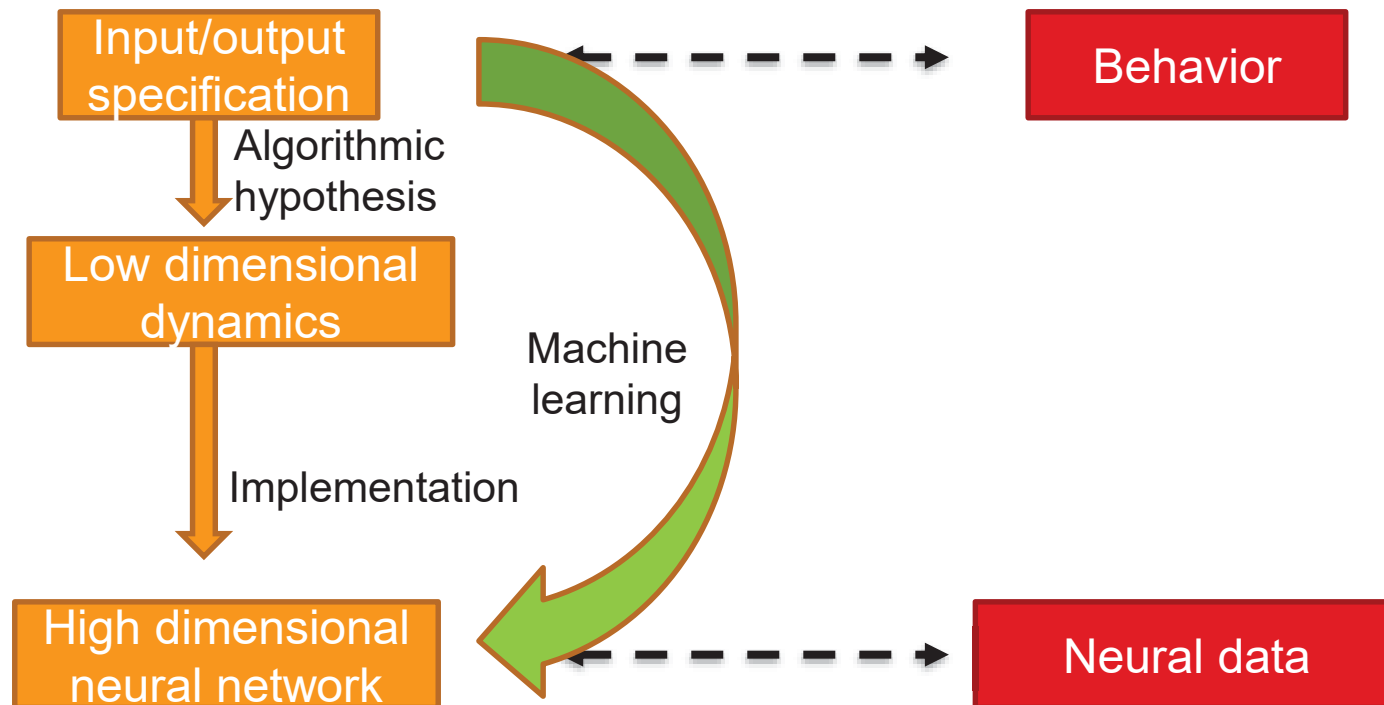 Input/output
specification
Behavior
Algorithmic
hypothesis
Low dimensional
dynamics
Machine
learning
Implementation
High dimensional
neural network
Neural data